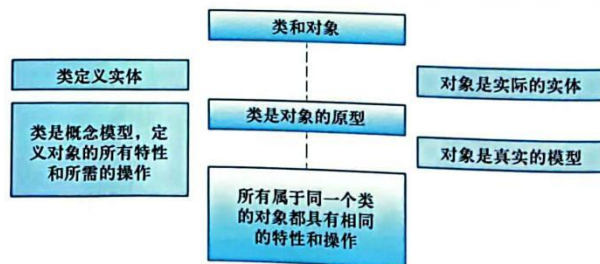 类和对象
类定义实体
类是概念模型，定
义对象的所有特性
和所需的操作
类是对象的原型
所有属于同一个类
的对象都具有相同
的特性和操作
对象是实际的实体
对象是真实的模型